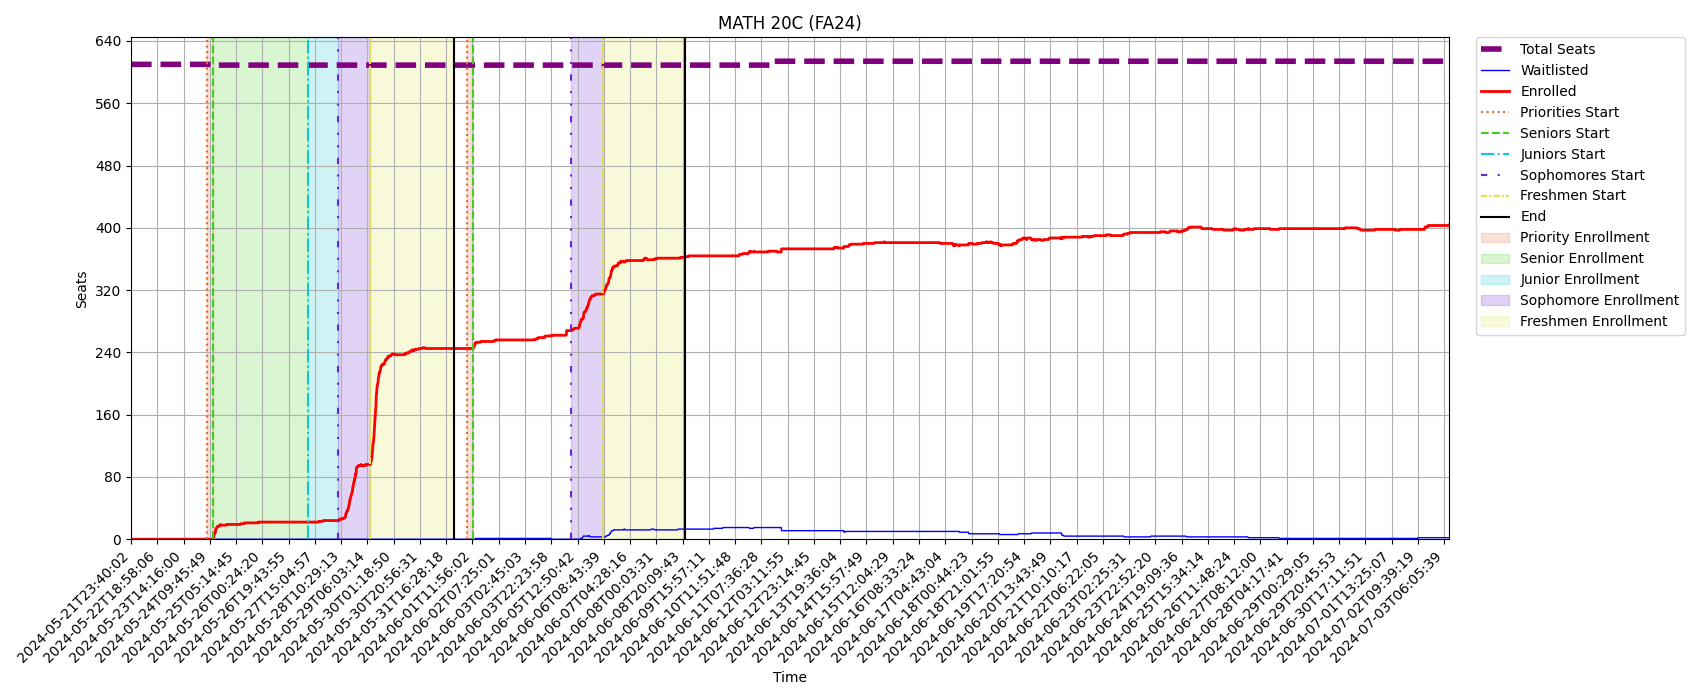 MATH 20C (FA24)
640
560
480
400
320
240
160
80
0
Seats
2024-05-21T23:40:02
2024-05-22T18:58:06
2024-05-23T14:16:00
2024-05-24T09:45:49
2024-05-25T05:14:45
2024-05-26T00:24:20
2024-05-26T19:43:55
2024-05-27T15:04:57
2024-05-28T10:29:13
2024-05-29T06:03:14
2024-05-30T01:18:50
2024-05-30T20:56:31
2024-05-31T16:28:18
2024-06-01T11:56:02
2024-06-02T07:25:01
2024-06-03T02:45:03
2024-06-03T22:23:58
2024-06-05T12:50:42
2024-06-06T08:43:39
2024-06-07T04:28:16
2024-06-08T00:03:31
2024-06-08T20:09:43
2024-06-09T15:57:11
2024-06-10T11:51:48
2024-06-11T07:36:28
2024-06-12T03:11:55
2024-06-12T23:14:45
2024-06-13T19:36:04
2024-06-14T15:57:49
2024-06-15T12:04:29
2024-06-16T08:33:24
2024-06-17T04:43:04
2024-06-18T00:44:23
2024-06-18T21:01:55
2024-06-19T17:20:54
2024-06-20T13:43:49
2024-06-21T10:10:17
2024-06-22T06:22:05
2024-06-23T02:25:31
2024-06-23T22:52:20
2024-06-24T19:09:36
2024-06-25T15:34:14
2024-06-26T11:48:24
2024-06-27T08:12:00
2024-06-28T04:17:41
2024-06-29T00:29:05
2024-06-29T20:45:53
2024-06-30T17:11:51
2024-07-01T13:25:07
2024-07-02T09:39:19
2024-07-03T06:05:39
Time
Total Seats
Waitlisted
Enrolled
Priorities Start
Seniors Start
Juniors Start
Sophomores Start
Freshmen Start
End
Priority Enrollment
Senior Enrollment
Junior Enrollment
Sophomore Enrollment
Freshmen Enrollment